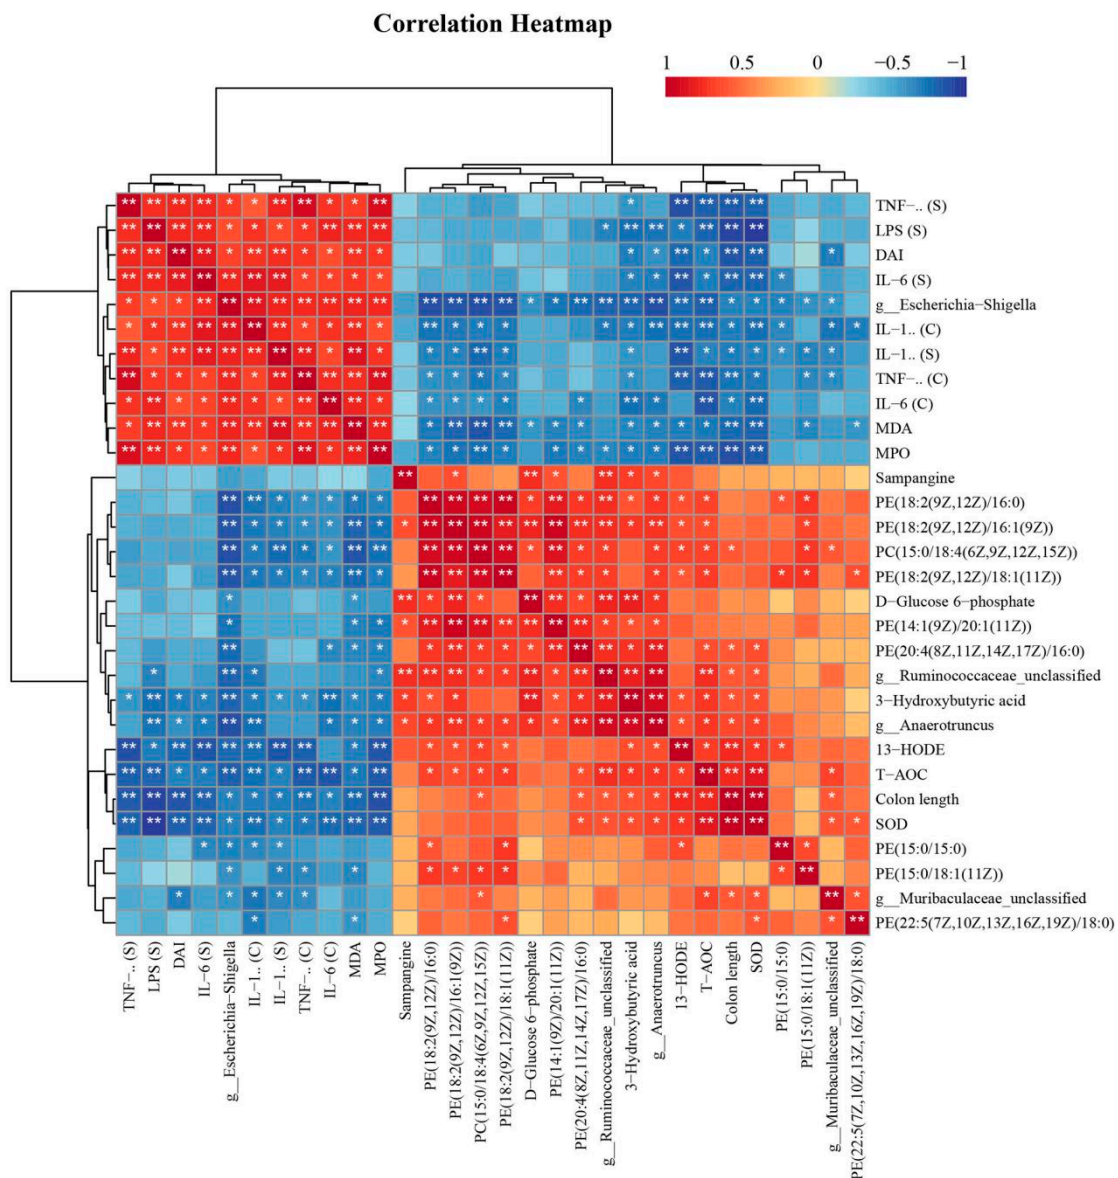 Correlation Heatmap
1 0.5 0 −0.5 −1
TNF−.. (S)
LPS (S)
DAI
IL−6 (S)
g__Escherichia−Shigella
IL−1.. (C)
IL−1.. (S)
TNF−.. (C)
IL−6 (C)
MDA
MPO
Sampangine
PE(18:2(9Z,12Z)/16:0)
PE(18:2(9Z,12Z)/16:1(9Z))
PC(15:0/18:4(6Z,9Z,12Z,15Z))
PE(18:2(9Z,12Z)/18:1(11Z))
D−Glucose 6−phosphate
PE(14:1(9Z)/20:1(11Z))
PE(20:4(8Z,11Z,14Z,17Z)/16:0)
g__Ruminococcaceae_unclassified
3−Hydroxybutyric acid
g__Anaerotruncus
13−HODE
T−AOC
Colon length
SOD
PE(15:0/15:0)
PE(15:0/18:1(11Z))
g__Muribaculaceae_unclassified
PE(22:5(7Z,10Z,13Z,16Z,19Z)/18:0)
TNF−.. (S)
LPS (S)
DAI
IL−6 (S)
g__Escherichia−Shigella
IL−1.. (C)
IL−1.. (S)
TNF−.. (C)
IL−6 (C)
MDA
MPO
Sampangine
PE(18:2(9Z,12Z)/16:0)
PE(18:2(9Z,12Z)/16:1(9Z))
PC(15:0/18:4(6Z,9Z,12Z,15Z))
PE(18:2(9Z,12Z)/18:1(11Z))
D−Glucose 6−phosphate
PE(14:1(9Z)/20:1(11Z))
PE(20:4(8Z,11Z,14Z,17Z)/16:0)
g__Ruminococcaceae_unclassified
3−Hydroxybutyric acid
g__Anaerotruncus
13−HODE
T−AOC
Colon length
SOD
PE(15:0/15:0)
PE(15:0/18:1(11Z))
g__Muribaculaceae_unclassified
PE(22:5(7Z,10Z,13Z,16Z,19Z)/18:0)